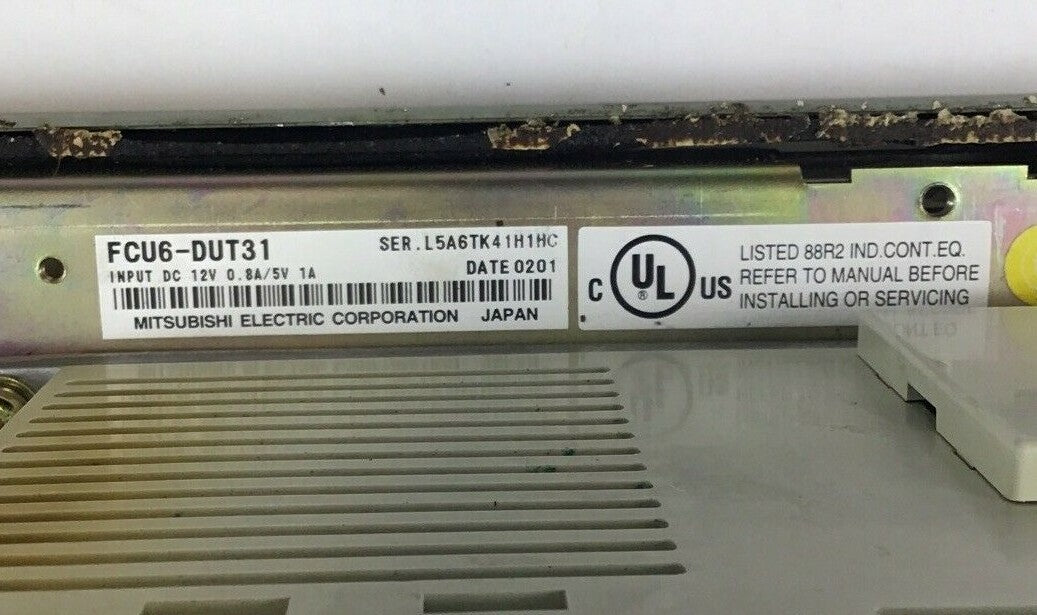 FCU6-DUT31 SER.L5A6TK41H1HC
INPUT DC 12V 0.8A/5V 1A DATE 0201
MITSUBISHI ELECTRIC CORPORATION JAPAN
C UL ® US
LISTED 88R2 IND.CONT.EQ.
REFER TO MANUAL BEFORE
INSTALLING OR SERVICING